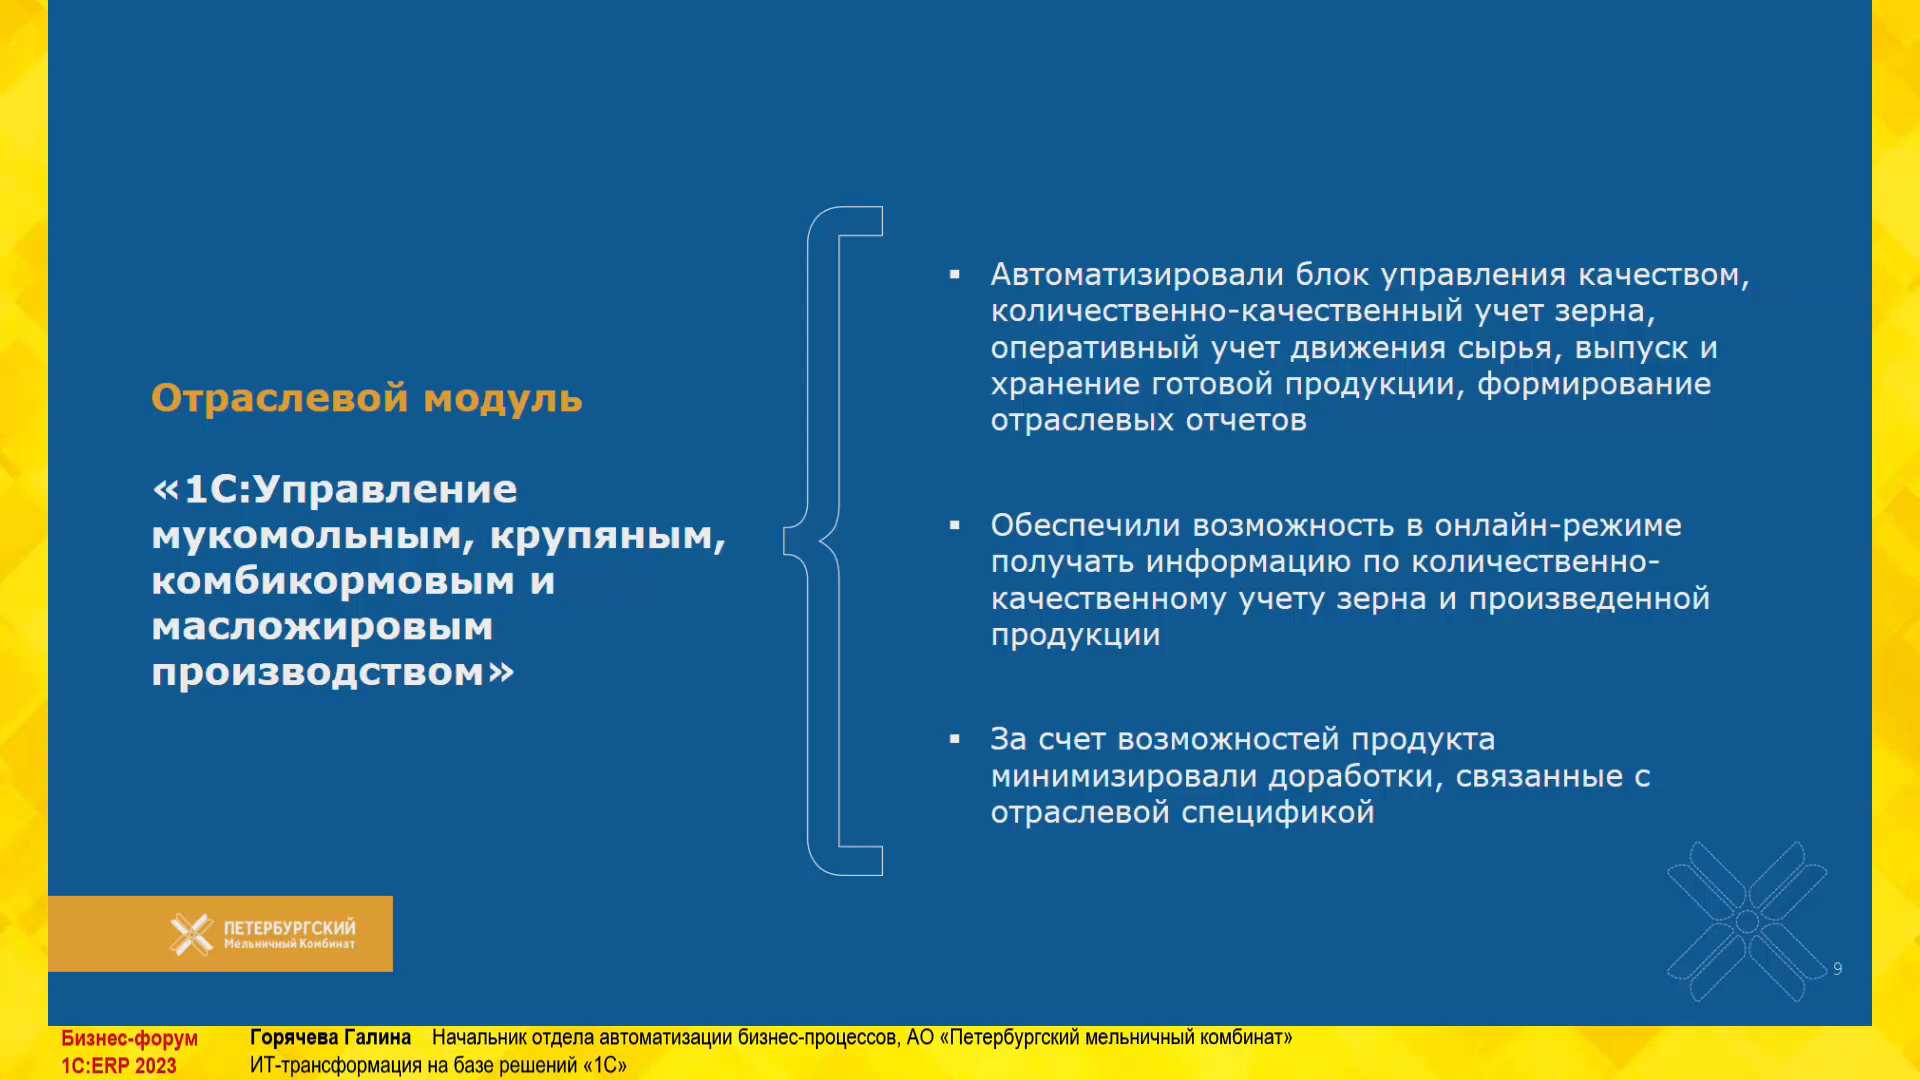 Отраслевой модуль
«1С:Управление
мукомольным, крупяным,
комбикормовым и
масложировым
производством»
▪ Автоматизировали блок управления качеством,
количественно-качественный учет зерна,
оперативный учет движения сырья, выпуск и
хранение готовой продукции, формирование
отраслевых отчетов
▪ Обеспечили возможность в онлайн-режиме
получать информацию по количественно-
качественному учету зерна и произведенной
продукции
▪ За счет возможностей продукта
минимизировали доработки, связанные с
отраслевой спецификой
ПЕТЕРБУРГСКИЙ
Мельничный Комбинат
9
Бизнес-форум
1С:ERP 2023
Горячева Галина Начальник отдела автоматизации бизнес-процессов, АО «Петербургский мельничный комбинат»
ИТ-трансформация на базе решений «1С»